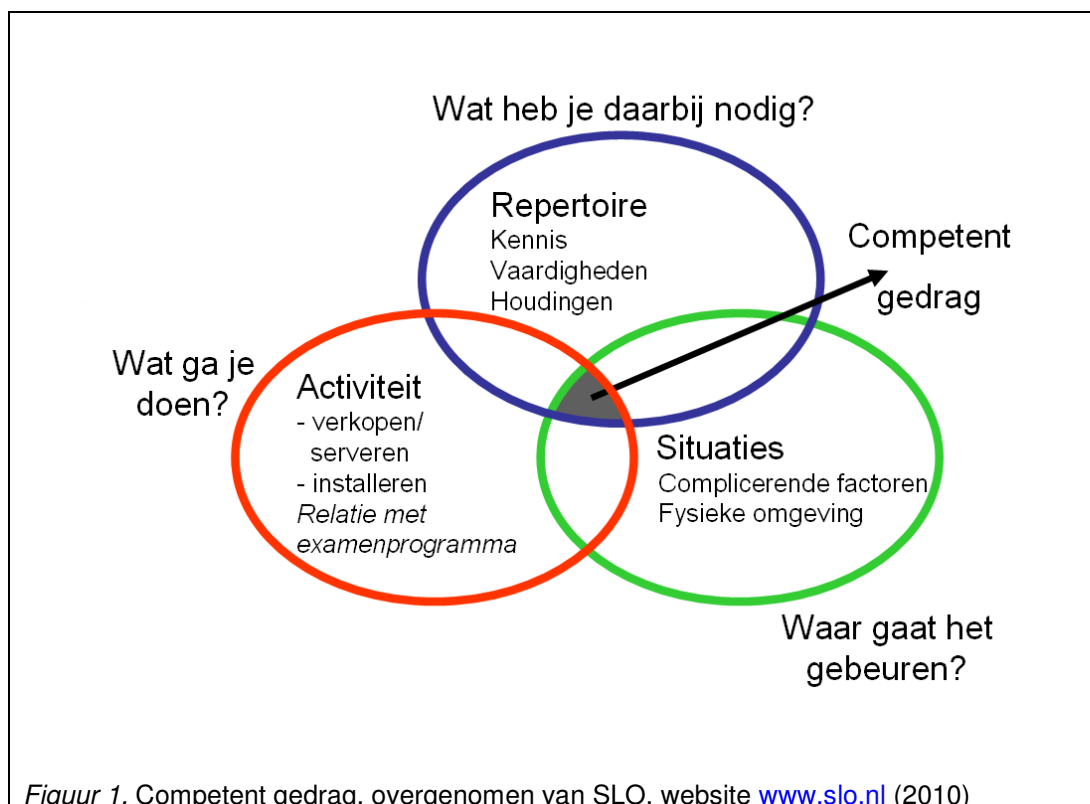 Wat heb je daarbij nodig?
Repertoire
Kennis
Vaardigheden
Houdingen
Competent
gedrag
Wat ga je
doen?
Activiteit
- verkopen/
serveren
- installeren
Relatie met
examenprogramma
Situaties
Complicerende factoren
Fysieke omgeving
Waar gaat het
gebeuren?
Figuur 1. Competent gedrag, overgenomen van SLO, website www.slo.nl (2010)